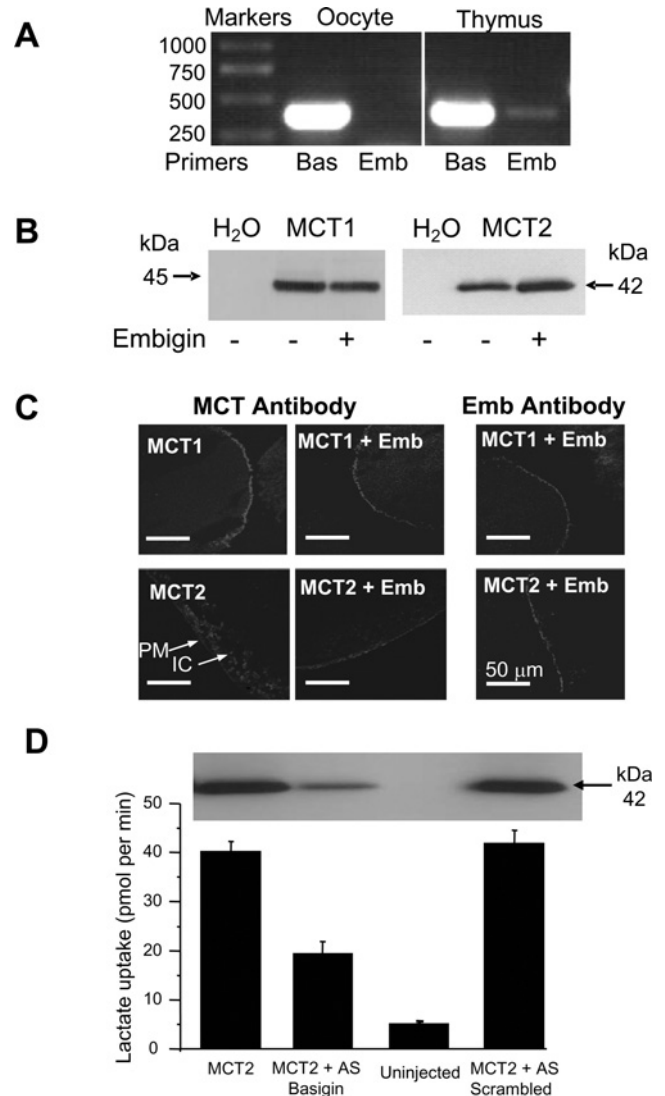 A
Markers Oocyte Thymus
1000
750
500
250
Primers Bas Emb Bas Emb
B
H2O MCT1 H2O MCT2
kDa kDa
45 42
Embigin - - + - - +
C
MCT Antibody Emb Antibody
MCT1 MCT1 + Emb MCT1 + Emb
MCT2 MCT2 + Emb MCT2 + Emb
PM
IC
50 μm
D
kDa
42
Lactate uptake (pmol per min)
50
40
30
20
10
0
MCT2 MCT2 + AS Basigin Uninjected MCT2 + AS Scrambled